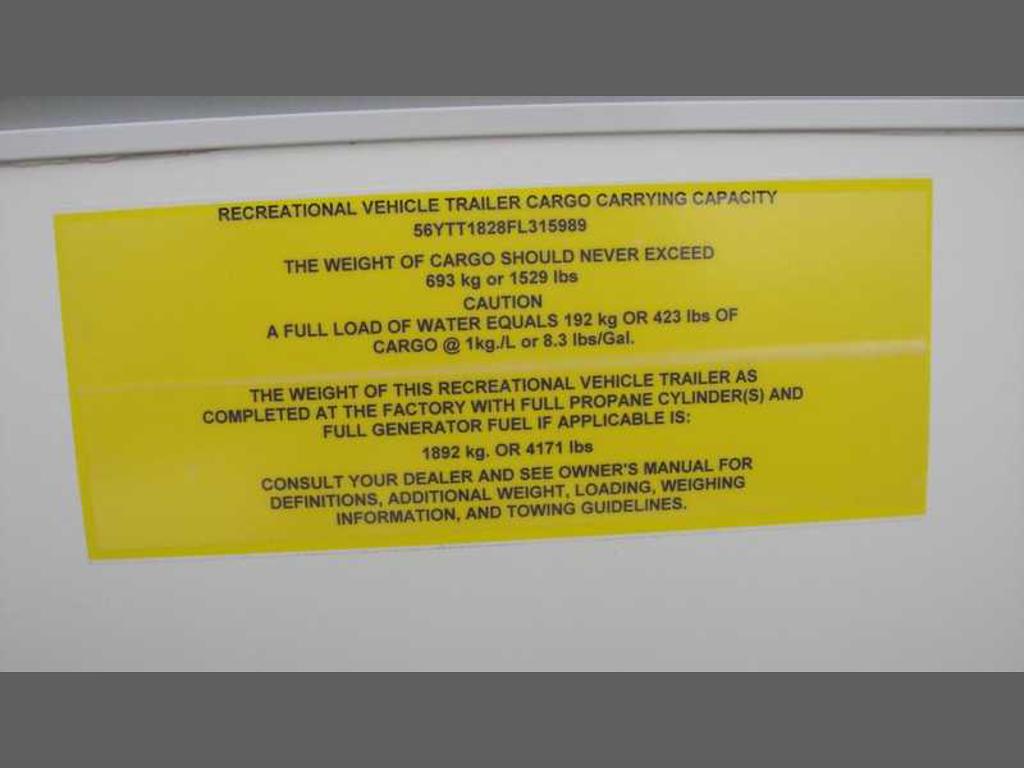 RECREATIONAL VEHICLE TRAILER CARGO CARRYING CAPACITY
56YTT1828FL315989
THE WEIGHT OF CARGO SHOULD NEVER EXCEED
693 kg or 1529 lbs
CAUTION
A FULL LOAD OF WATER EQUALS 192 kg OR 423 lbs OF
CARGO @ 1kg./L or 8.3 lbs/Gal.
THE WEIGHT OF THIS RECREATIONAL VEHICLE TRAILER AS
COMPLETED AT THE FACTORY WITH FULL PROPANE CYLINDER(S) AND
FULL GENERATOR FUEL IF APPLICABLE IS:
1892 kg. OR 4171 lbs
CONSULT YOUR DEALER AND SEE OWNER'S MANUAL FOR
DEFINITIONS, ADDITIONAL WEIGHT, LOADING, WEIGHING
INFORMATION, AND TOWING GUIDELINES.